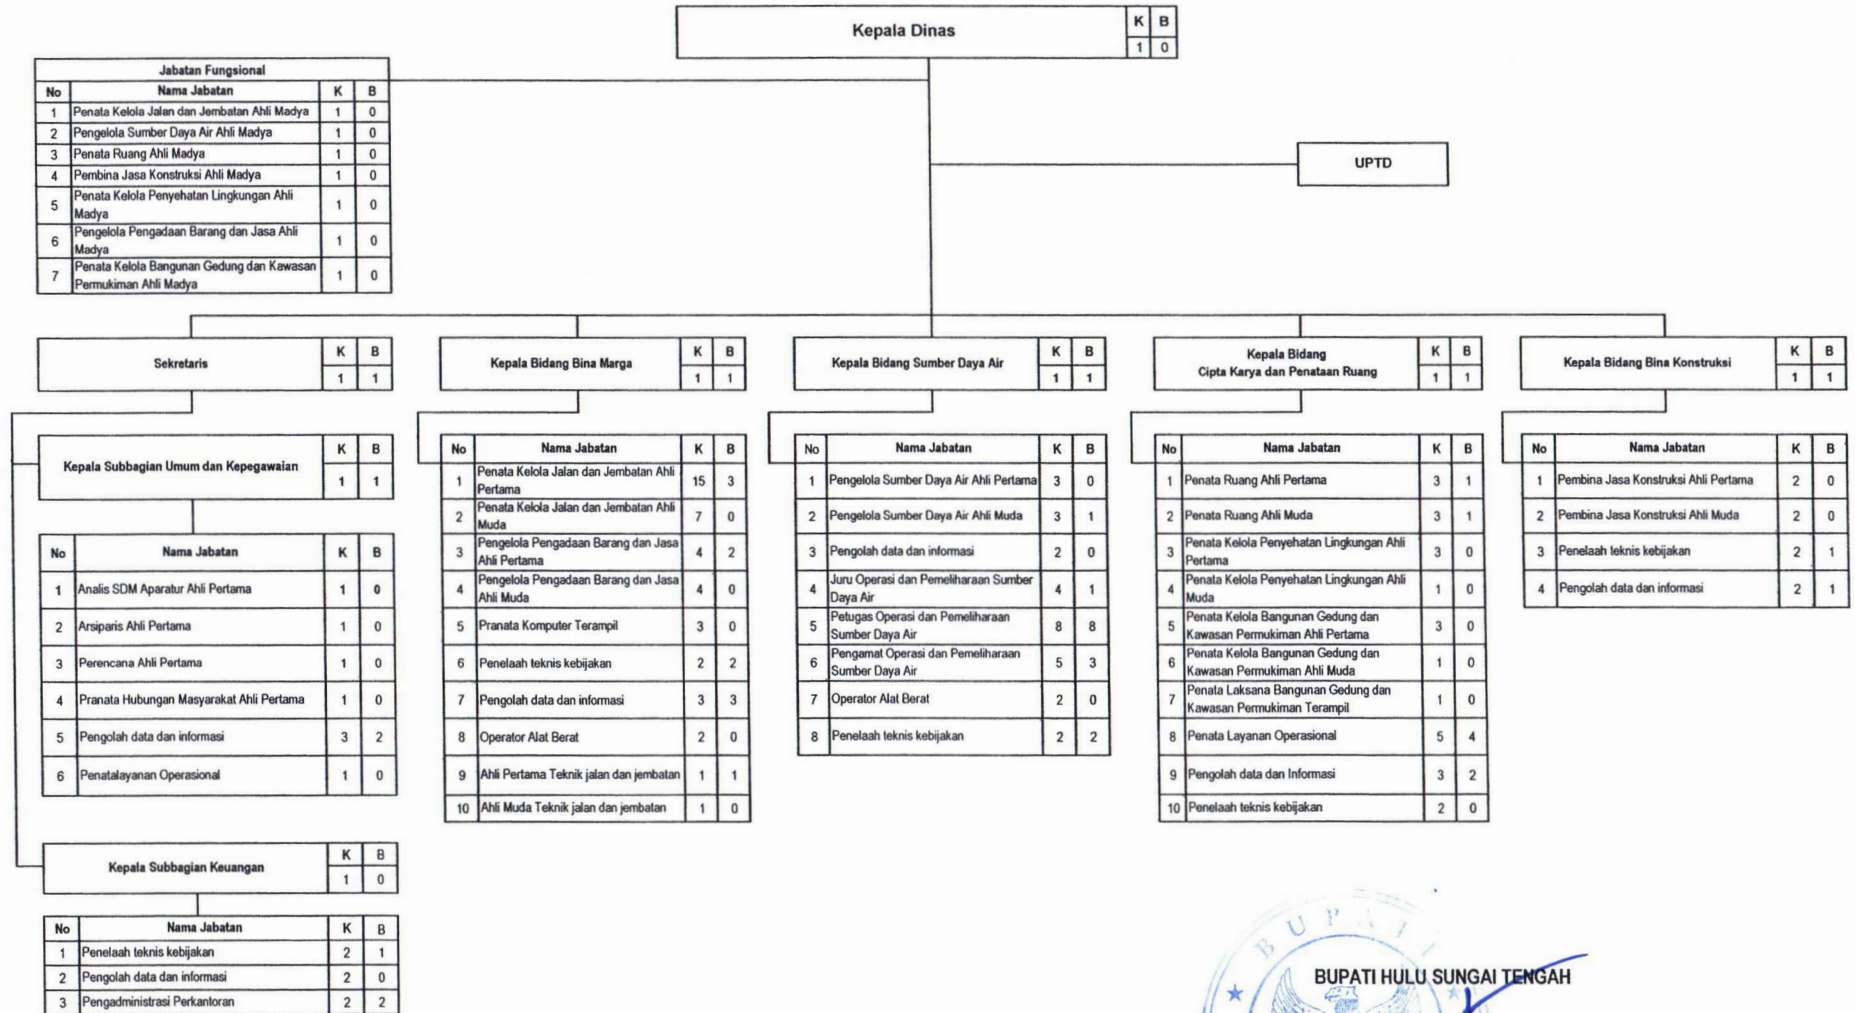 Kepala Dinas K B
1 0
Jabatan Fungsional
No Nama Jabatan K B
1 Penata Kelola Jalan dan Jembatan Ahli Madya 1 0
2 Pengelola Sumber Daya Air Ahli Madya 1 0
3 Penata Ruang Ahli Madya 1 0
4 Pembina Jasa Konstruksi Ahli Madya 1 0
5 Penata Kelola Penyehatan Lingkungan Ahli
Madya 1 0
6 Pengelola Pengadaan Barang dan Jasa Ahli
Madya 1 0
7 Penata Kelola Bangunan Gedung dan Kawasan
Permukiman Ahli Madya 1 0
UPTD
Sekretaris K B
1 1
Kepala Subbagian Umum dan Kepegawaian K B
1 1
No Nama Jabatan K B
1 Analis SDM Aparatur Ahli Pertama 1 0
2 Arsiparis Ahli Pertama 1 0
3 Perencana Ahli Pertama 1 0
4 Pranata Hubungan Masyarakat Ahli Pertama 1 0
5 Pengolah data dan informasi 3 2
6 Penatalayanan Operasional 1 0
Kepala Subbagian Keuangan K B
1 0
No Nama Jabatan K B
1 Penelaah teknis kebijakan 2 1
2 Pengolah data dan informasi 2 0
3 Pengadministrasi Perkantoran 2 2
Kepala Bidang Bina Marga K B
1 1
No Nama Jabatan K B
1 Penata Kelola Jalan dan Jembatan Ahli
Pertama 15 3
2 Penata Kelola Jalan dan Jembatan Ahli
Muda 7 0
3 Pengelola Pengadaan Barang dan Jasa
Ahli Pertama 4 2
4 Pengelola Pengadaan Barang dan Jasa
Ahli Muda 4 0
5 Pranata Komputer Terampil 3 0
6 Penelaah teknis kebijakan 2 2
7 Pengolah data dan informasi 3 3
8 Operator Alat Berat 2 0
9 Ahli Pertama Teknik jalan dan jembatan 1 1
10 Ahli Muda Teknik jalan dan jembatan 1 0
Kepala Bidang Sumber Daya Air K B
1 1
No Nama Jabatan K B
1 Pengelola Sumber Daya Air Ahli Pertama 3 0
2 Pengelola Sumber Daya Air Ahli Muda 3 1
3 Pengolah data dan informasi 2 0
4 Juru Operasi dan Pemeliharaan Sumber
Daya Air 4 1
5 Petugas Operasi dan Pemeliharaan
Sumber Daya Air 8 8
6 Pengamat Operasi dan Pemeliharaan
Sumber Daya Air 5 3
7 Operator Alat Berat 2 0
8 Penelaah teknis kebijakan 2 2
Kepala Bidang
Cipta Karya dan Penataan Ruang K B
1 1
No Nama Jabatan K B
1 Penata Ruang Ahli Pertama 3 1
2 Penata Ruang Ahli Muda 3 1
3 Penata Kelola Penyehatan Lingkungan Ahli
Pertama 3 0
4 Penata Kelola Penyehatan Lingkungan Ahli
Muda 1 0
5 Penata Kelola Bangunan Gedung dan
Kawasan Permukiman Ahli Pertama 3 0
6 Penata Kelola Bangunan Gedung dan
Kawasan Permukiman Ahli Muda 1 0
7 Penata Laksana Bangunan Gedung dan
Kawasan Permukiman Terampil 1 0
8 Penata Layanan Operasional 5 4
9 Pengolah data dan Informasi 3 2
10 Penelaah teknis kebijakan 2 0
Kepala Bidang Bina Konstruksi K B
1 1
No Nama Jabatan K B
1 Pembina Jasa Konstruksi Ahli Pertama 2 0
2 Pembina Jasa Konstruksi Ahli Muda 2 0
3 Penelaah teknis kebijakan 2 1
4 Pengolah data dan informasi 2 1
BUPATI
BUPATI HULU SUNGAI TENGAH